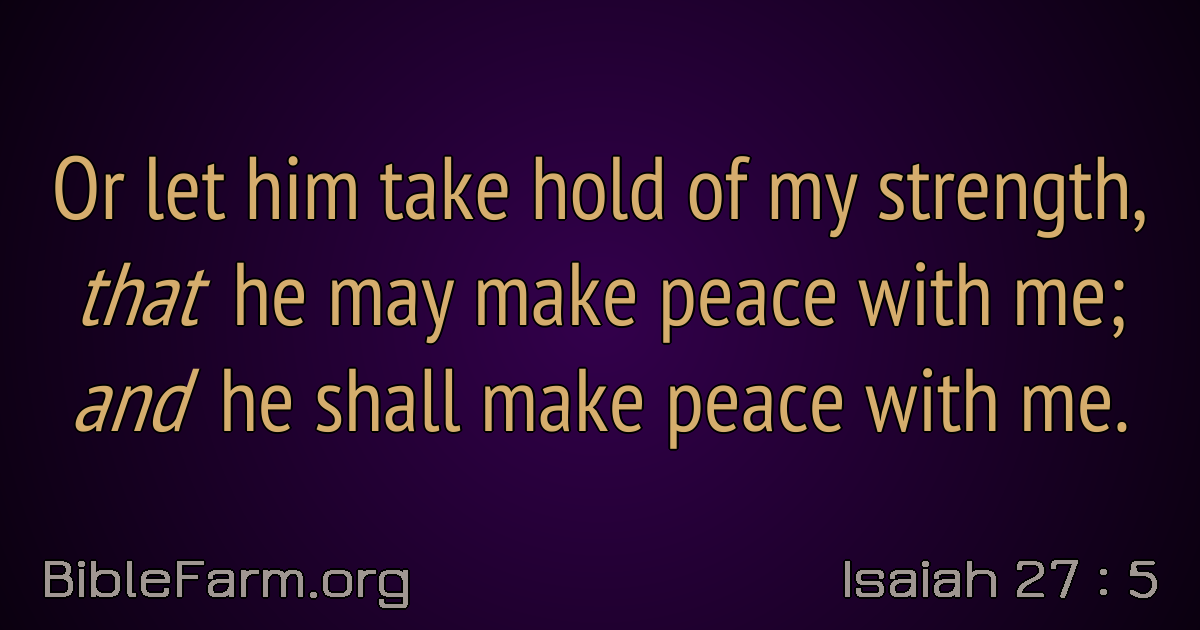 Or let him take hold of my strength,
that he may make peace with me;
and he shall make peace with me.
BibleFarm.org
Isaiah 27 : 5